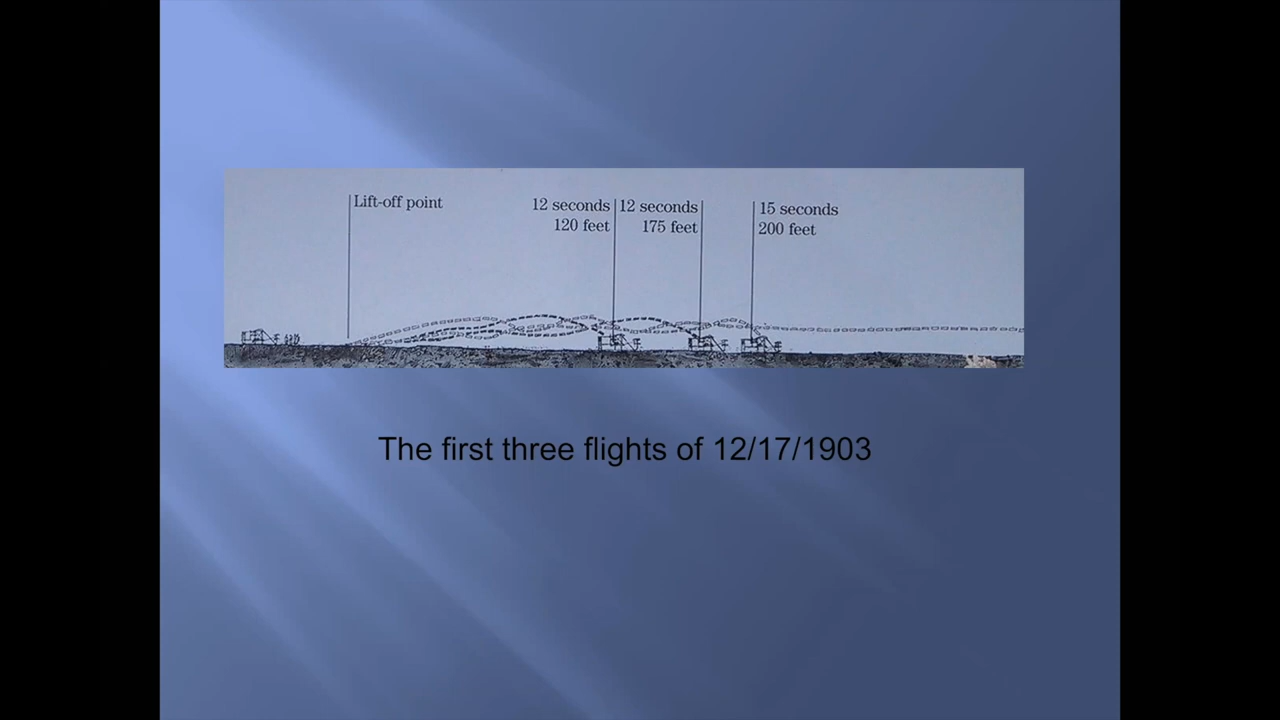 Lift-off point
12 seconds
120 feet
12 seconds
175 feet
15 seconds
200 feet
The first three flights of 12/17/1903